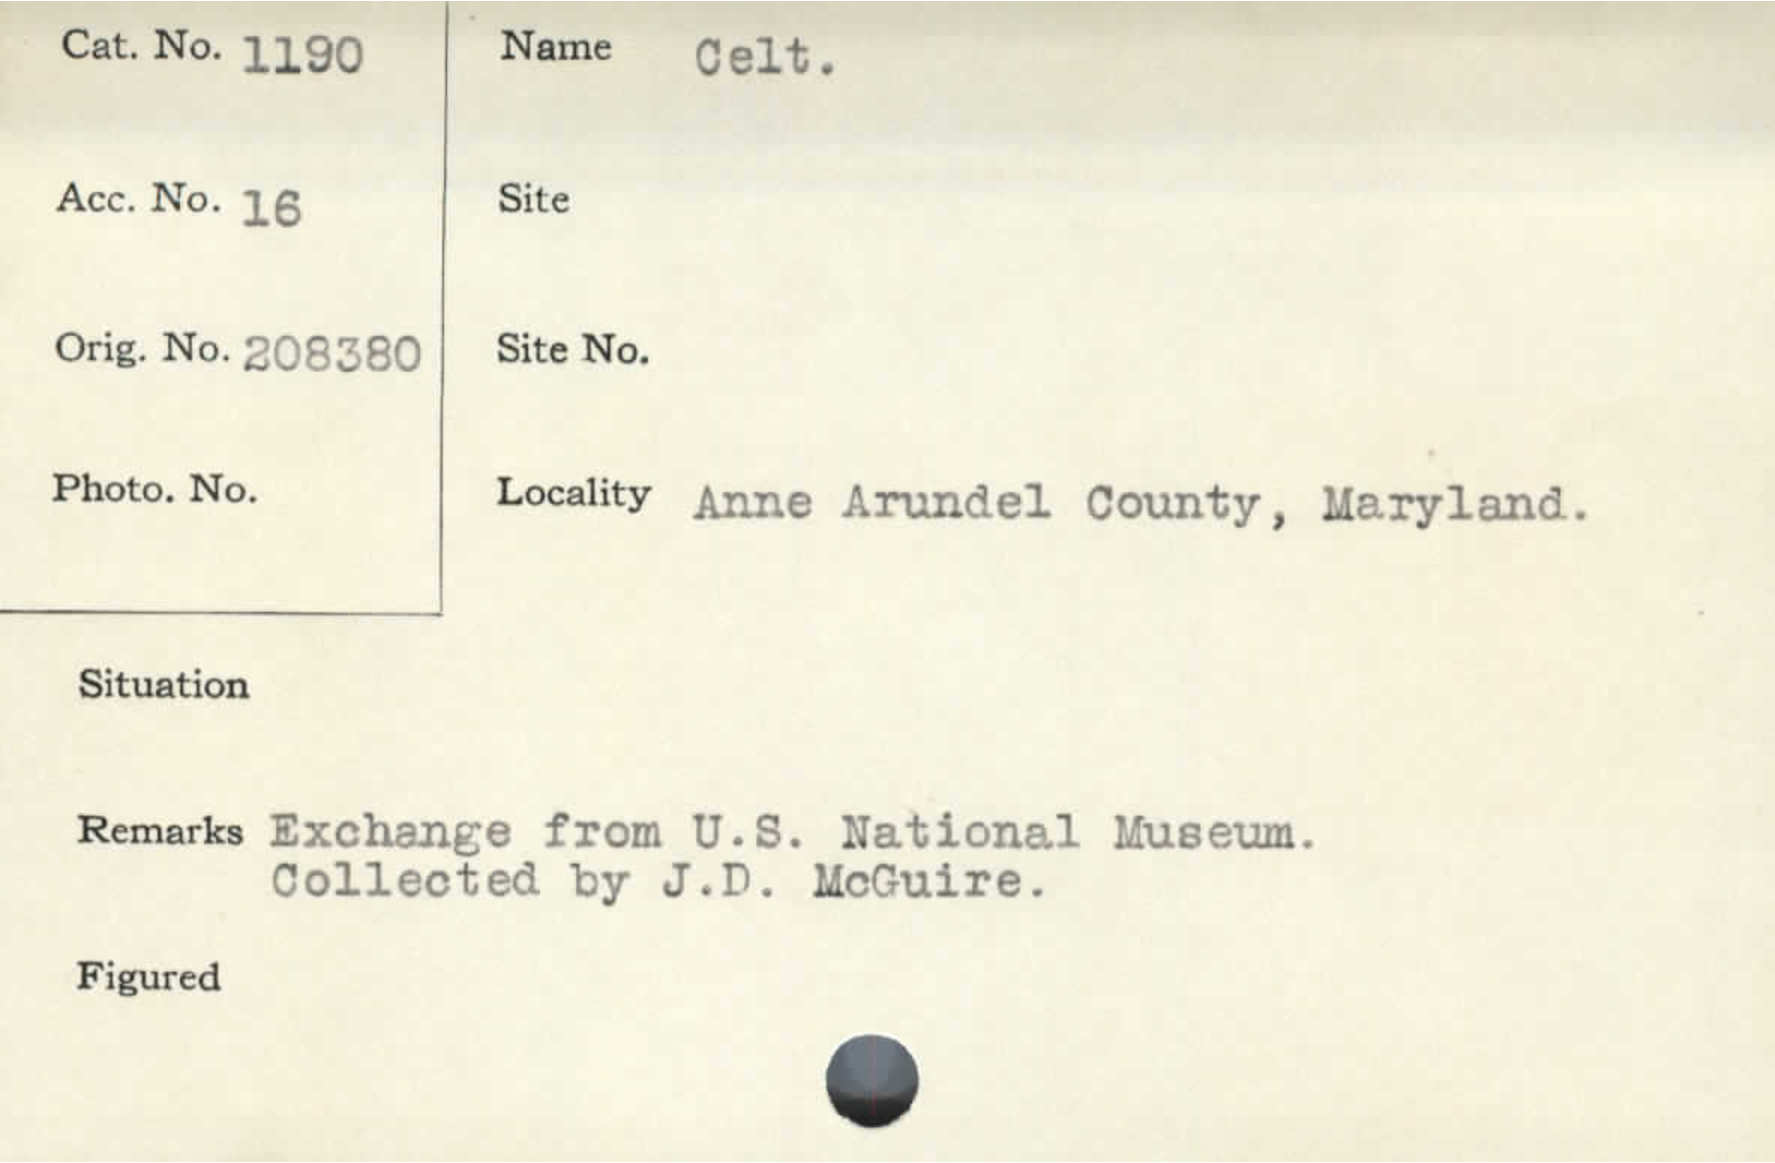 Cat. No. 1190
Name Celt.
Acc. No. 16
Site
Orig. No. 208380
Site No.
Photo. No.
Locality Anne Arundel County, Maryland.
Situation
Remarks Exchange from U.S. National Museum.
Collected by J.D. McGuire.
Figured